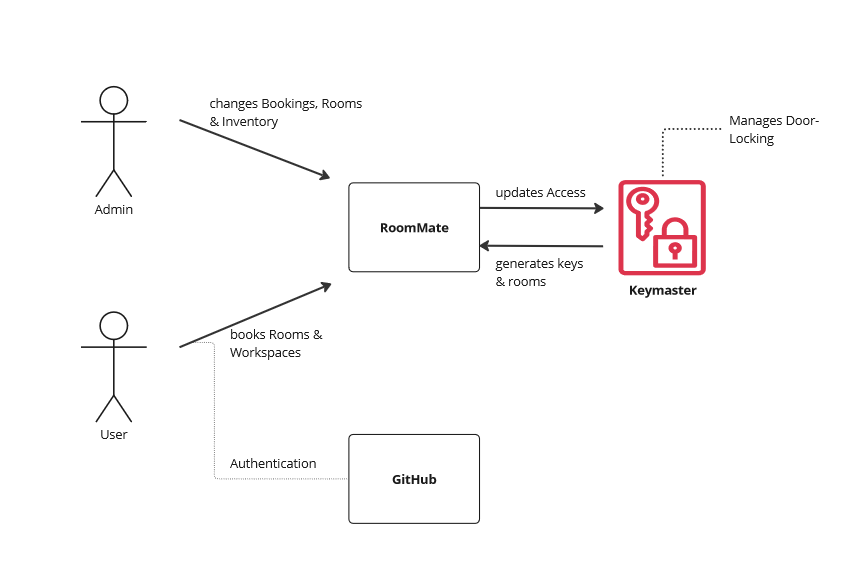 changes Bookings, Rooms
& Inventory
Manages Door-
Locking
Admin
updates Access
RoomMate
generates keys
& rooms
Keymaster
books Rooms &
Workspaces
User
Authentication
GitHub